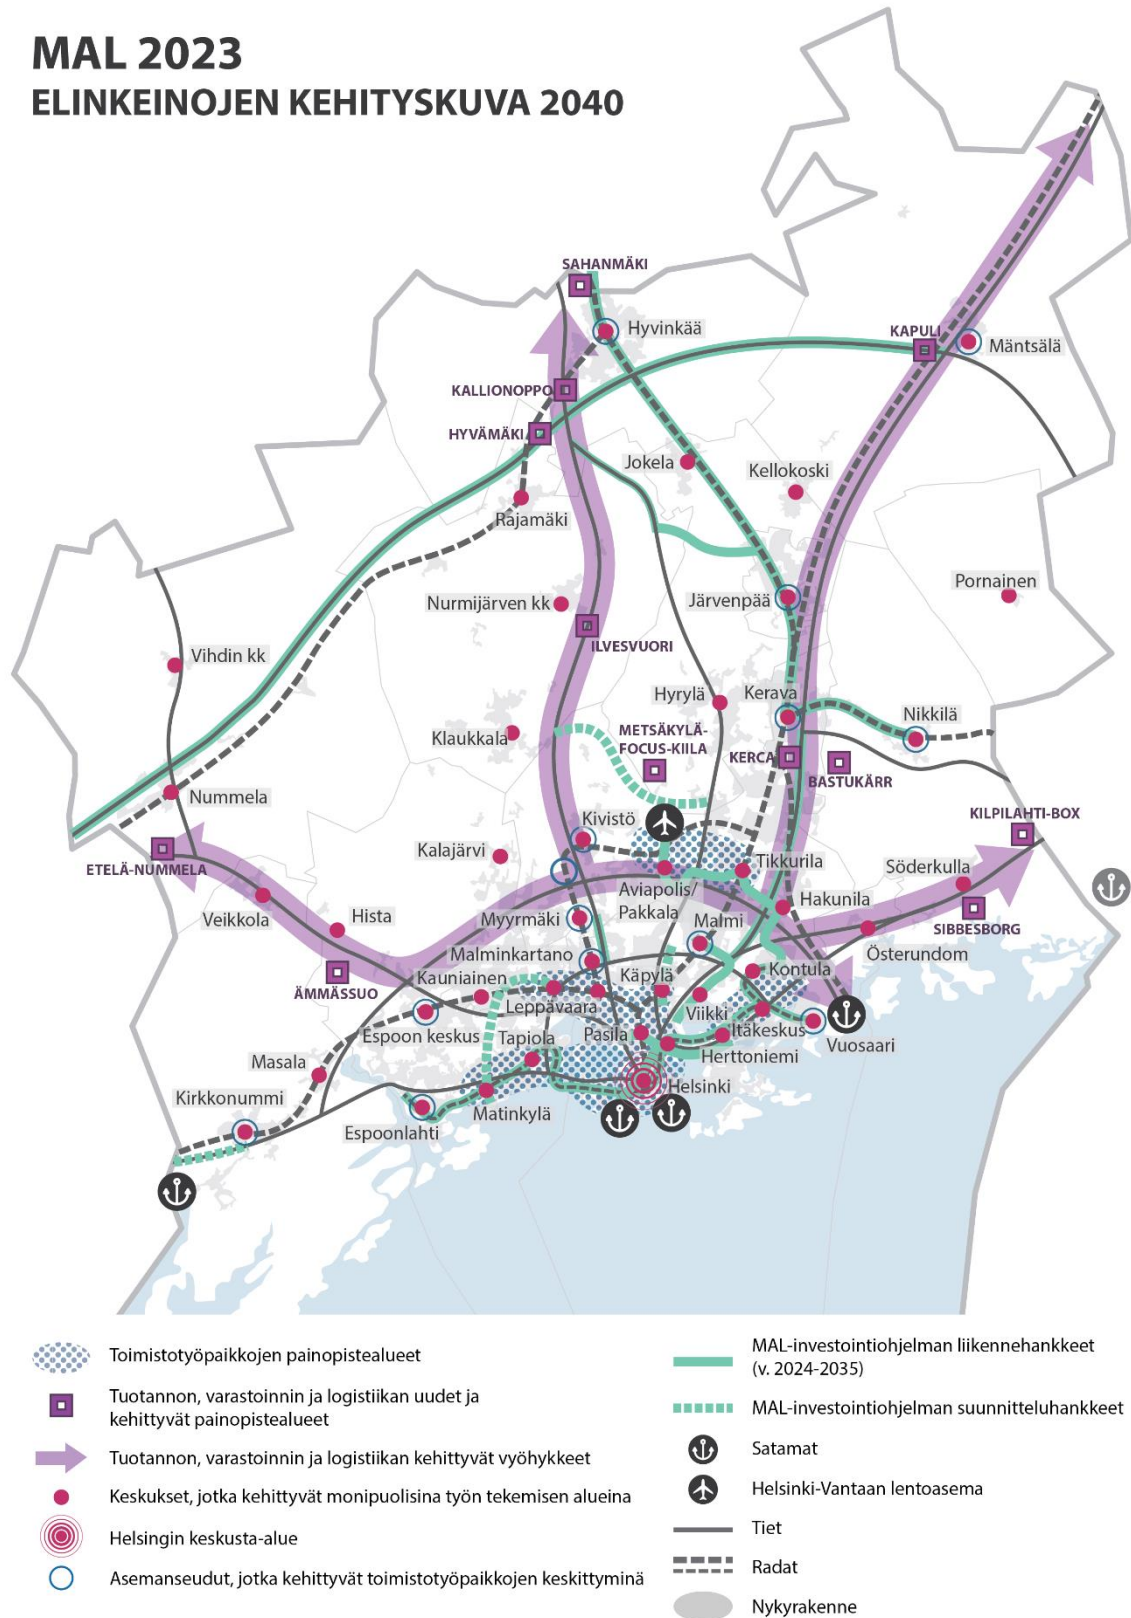 MAL 2023
ELINKEINOJEN KEHITYSKUVA 2040
SAHANMÄKI
Hyvinkää
KAPULI
Mäntsälä
KALLIONOPPO
HYVÄMÄKI
Jokela
Kellokoski
Rajamäki
Pornainen
Nurmijärven kk
Järvenpää
ILVESVUORI
Vihdin kk
Hyrylä
Kerava
Nikkilä
Klaukkala
METSÄKYLÄ-
FOCUS-KIILA
KERCA
BASTUKÄRR
Nummela
KILPILAHTI-BOX
Kivistö
ETELÄ-NUMMELA
Kalajärvi
Tikkurila
Söderkulla
Aviapolis/
Pakkala
Veikkola
Hista
Hakunila
Myyrmäki
Malmi
SIBBESBORG
Österundom
Malminkartano
ÄMMÄSSUO
Kauniainen
Käpylä
Kontula
Leppävaara
Viikki
Espoon keskus
Tapiola
Pasila
Itäkeskus
Vuosaari
Herttoniemi
Masala
Kirkkonummi
Helsinki
Matinkylä
Espoonlahti
Toimistotyöpaikkojen painopistealueet
Tuotannon, varastoinnin ja logistiikan uudet ja
kehittyvät painopistealueet
Tuotannon, varastoinnin ja logistiikan kehittyvät vyöhykkeet
Keskukset, jotka kehittyvät monipuolisina työn tekemisen alueina
Helsingin keskusta-alue
Asemanseudut, jotka kehittyvät toimistotyöpaikkojen keskittyminä
MAL-investointiohjelman liikennehankkeet
(v. 2024-2035)
MAL-investointiohjelman suunnitteluhankkeet
Satamat
Helsinki-Vantaan lentoasema
Tiet
Radat
Nykyrakenne